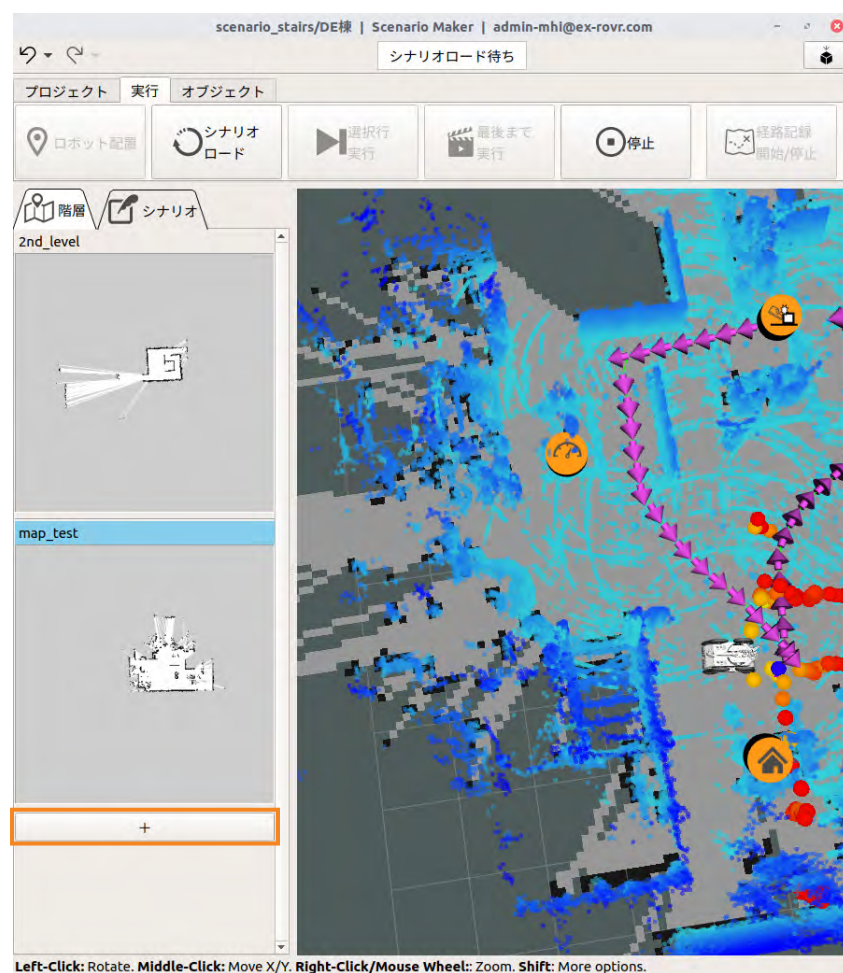 scenario_stairs/DE棟 | Scenario Maker | admin-mhi@ex-rovr.com
シナリオロード待ち
プロジェクト 実行 オブジェクト
ロボット配置
シナリオ
ロード
選択行
実行
最後まで
実行
停止
経路記録
開始/停止
階層 シナリオ
2nd_level
map_test
+
Left-Click: Rotate. Middle-Click: Move X/Y. Right-Click/Mouse Wheel:: Zoom. Shift: More options.